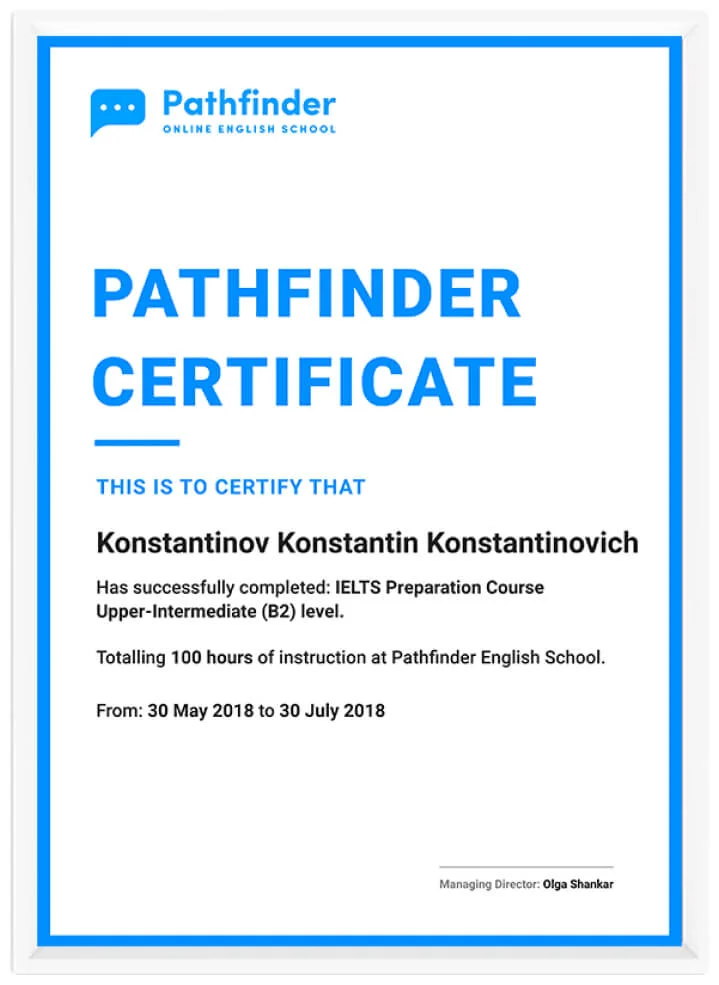 Pathfinder
ONLINE ENGLISH SCHOOL
PATHFINDER
CERTIFICATE
THIS IS TO CERTIFY THAT
Konstantinov Konstantin Konstantinovich
Has successfully completed: IELTS Preparation Course
Upper-Intermediate (B2) level.
Totalling 100 hours of instruction at Pathfinder English School.
From: 30 May 2018 to 30 July 2018
Managing Director: Olga Shankar